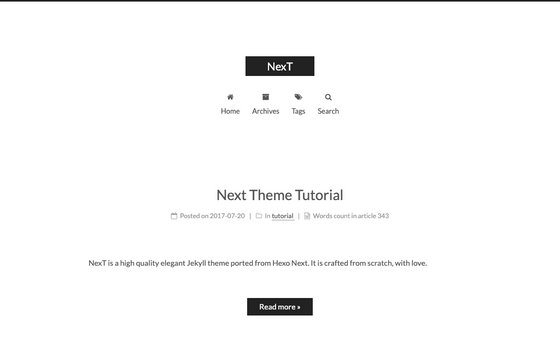 NexT
Home Archives Tags Search
Next Theme Tutorial
Posted on 2017-07-20 | In tutorial | Words count in article 343
NexT is a high quality elegant Jekyll theme ported from Hexo Next. It is crafted from scratch, with love.
Read more »